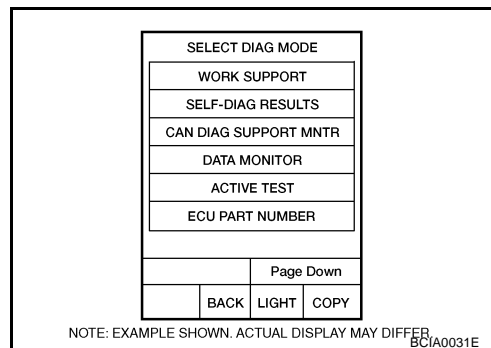 SELECT DIAG MODE
WORK SUPPORT
SELF-DIAG RESULTS
CAN DIAG SUPPORT MNTR
DATA MONITOR
ACTIVE TEST
ECU PART NUMBER
Page Down
BACK LIGHT COPY
NOTE: EXAMPLE SHOWN. ACTUAL DISPLAY MAY DIFFER.
BCIA0031E